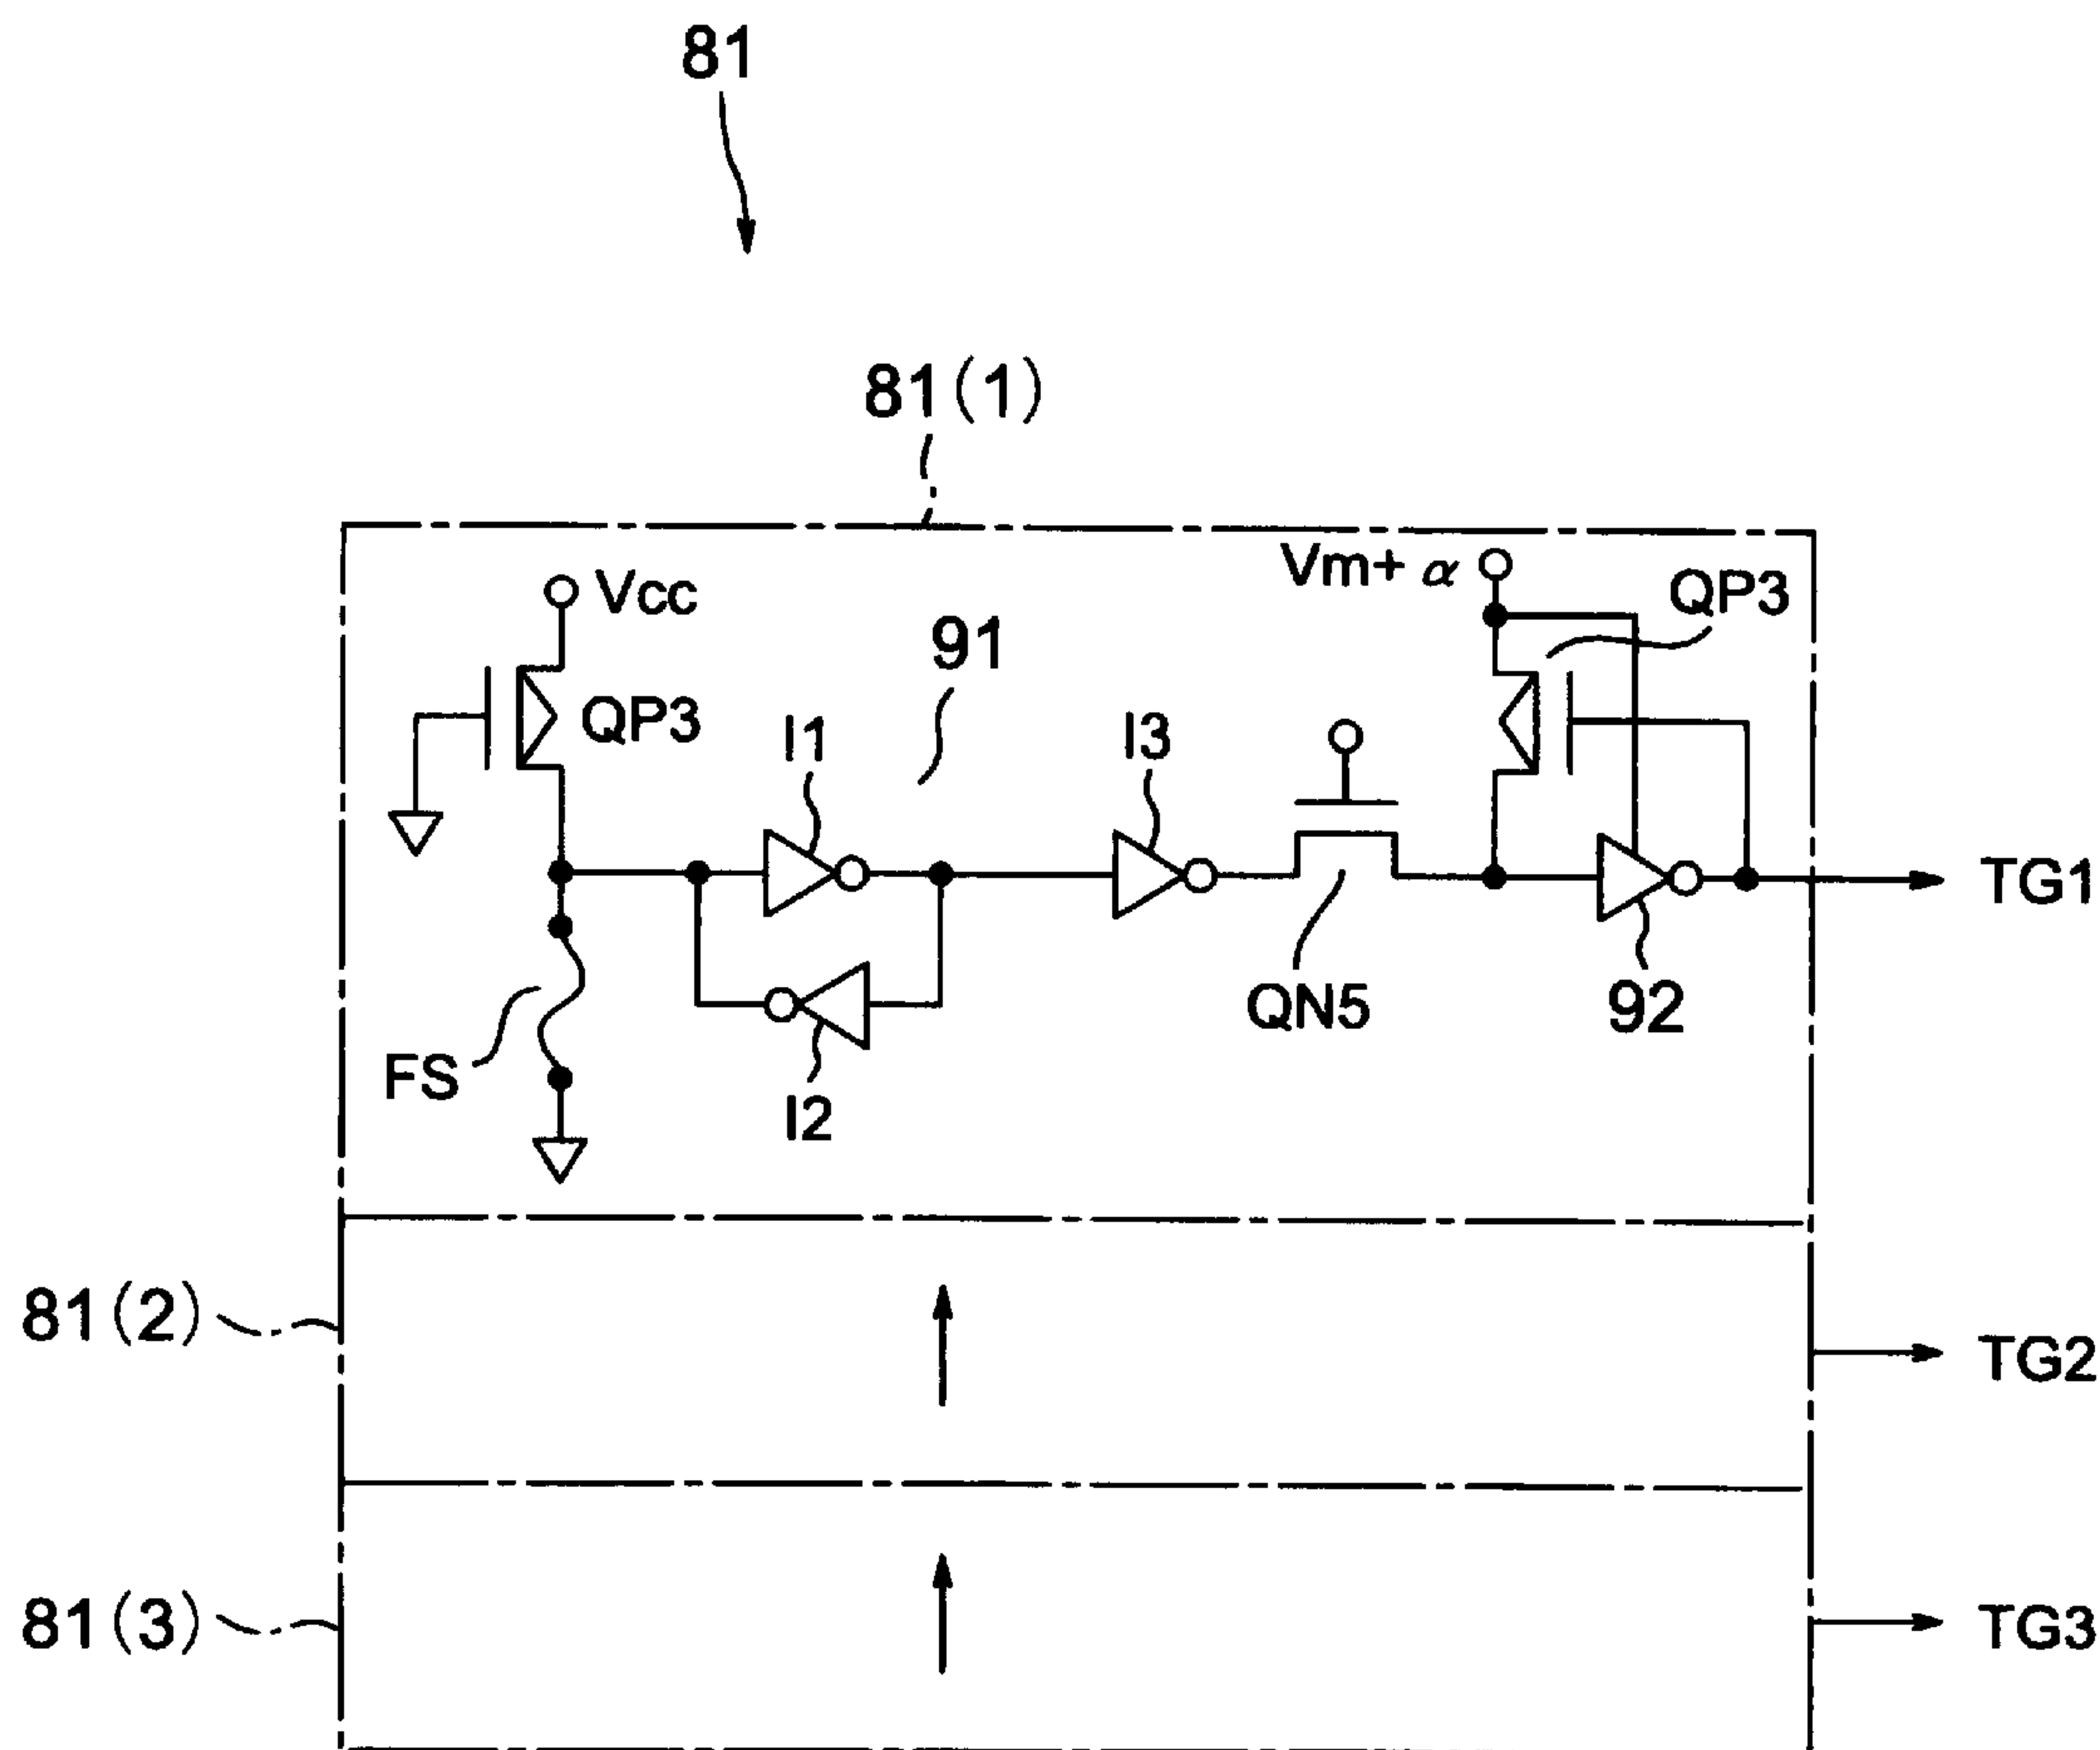 81
81(1)
Vm+α
QP3
Vcc
91
QP3
I1
I3
TG1
QN5
92
FS
I2
81(2)
TG2
81(3)
TG3